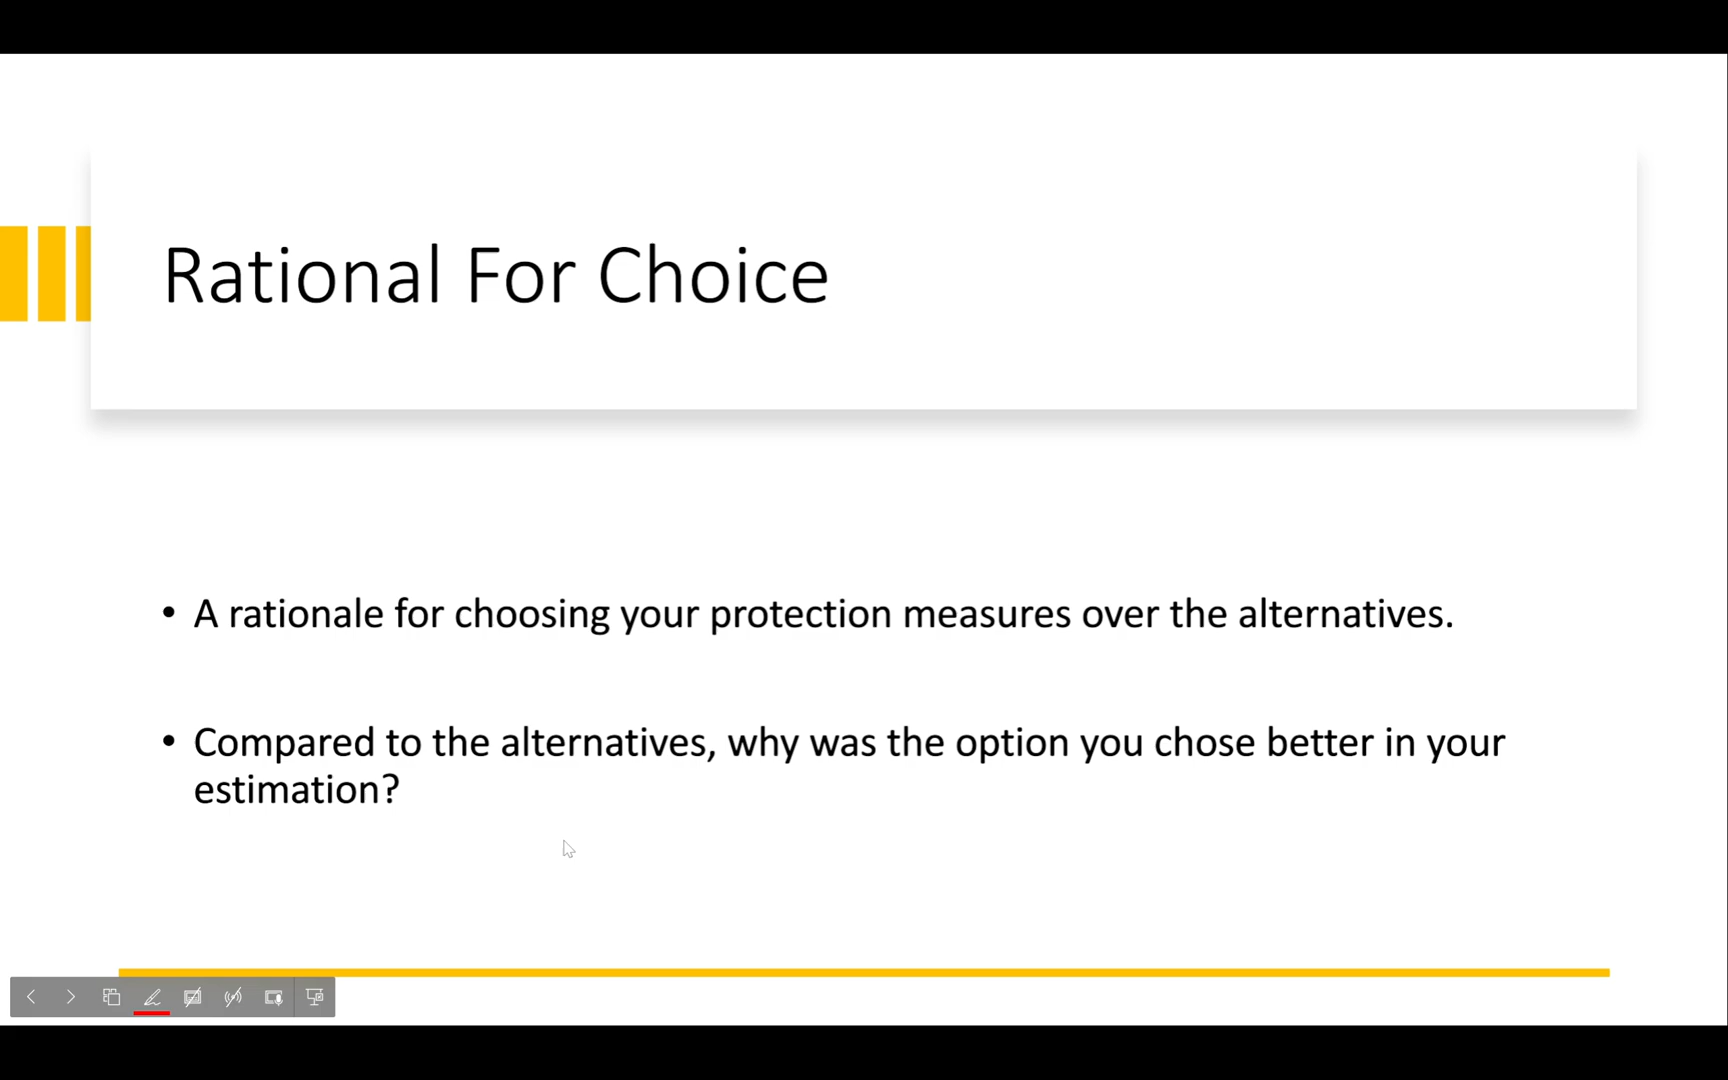 Rational For Choice
• A rationale for choosing your protection measures over the alternatives.
• Compared to the alternatives, why was the option you chose better in your
estimation?